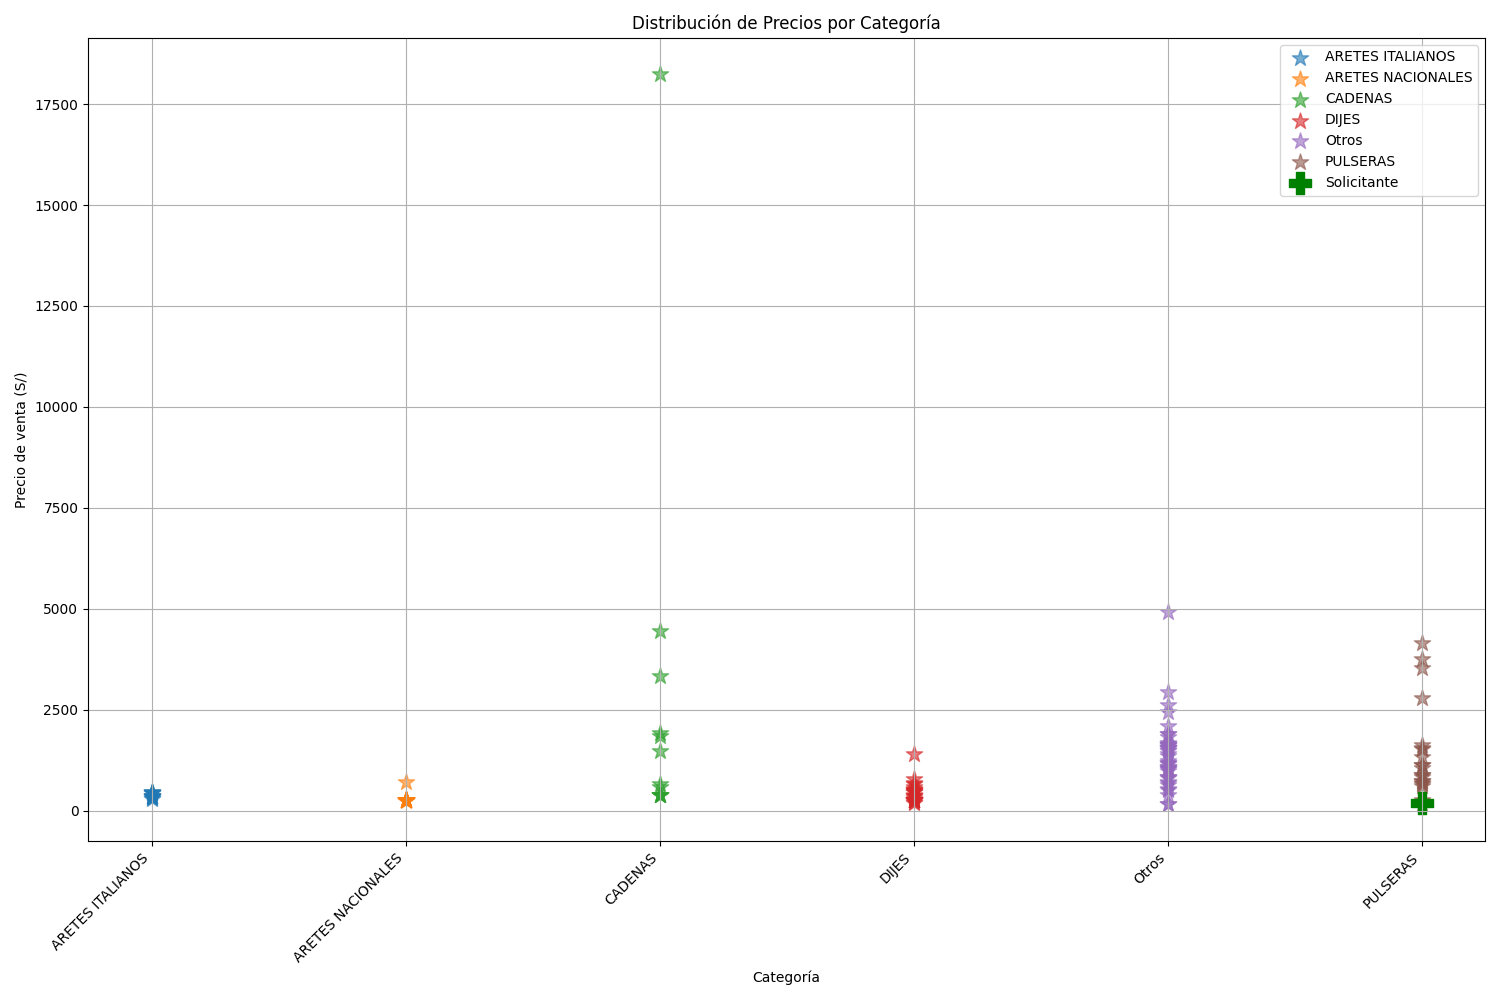 Distribución de Precios por Categoría
ARETES ITALIANOS
ARETES NACIONALES
CADENAS
DIJES
Otros
PULSERAS
Solicitante
Precio de venta (S/)
17500
15000
12500
10000
7500
5000
2500
0
ARETES ITALIANOS
ARETES NACIONALES
CADENAS
DIJES
Otros
PULSERAS
Categoría